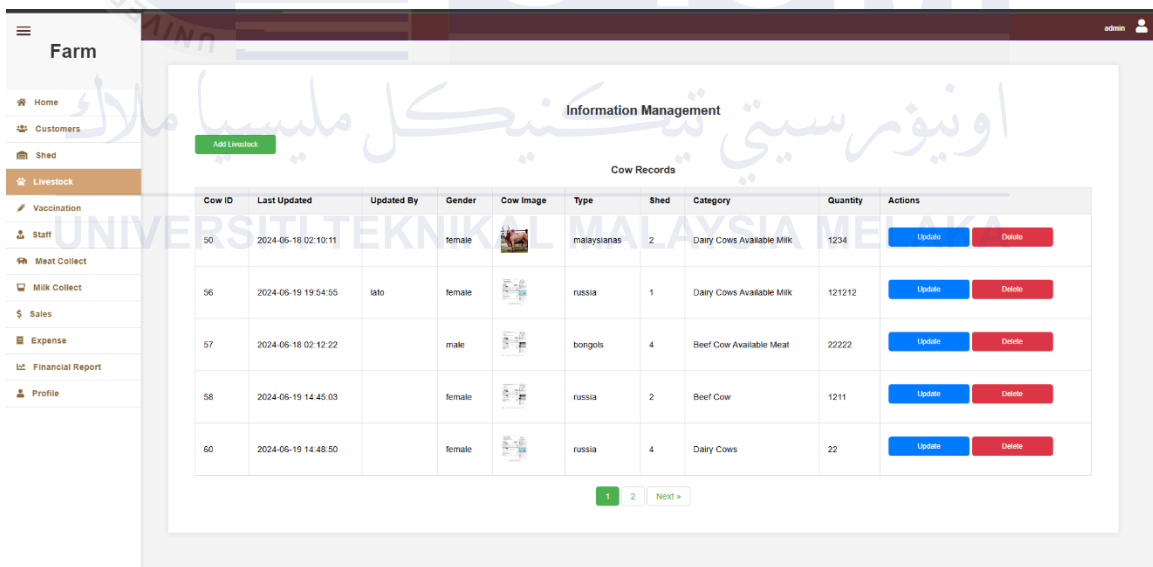 admin
Farm
Home
Customers
Shed
Livestock
Vaccination
Staff
Meat Collect
Milk Collect
$ Sales
Expense
Financial Report
Profile
Information Management
Add Livestock
Cow Records
Cow ID Last Updated Updated By Gender Cow Image Type Shed Category Quantity Actions
50 2024-06-18 02:10:11 female malaysianas 2 Dairy Cows Available Milk 1234 Update Delete
56 2024-06-19 19:54:55 lato female russia 1 Dairy Cows Available Milk 121212 Update Delete
57 2024-06-18 02:12:22 male bongols 4 Beef Cow Available Meat 22222 Update Delete
58 2024-06-19 14:45:03 female russia 2 Beef Cow 1211 Update Delete
60 2024-06-19 14:48:50 female russia 4 Dairy Cows 22 Update Delete
1 2 Next »
اونيۏرسيتي تيكنيكل مليسيا ملاك
UNIVERSITI TEKNIKAL MALAYSIA MELAKA